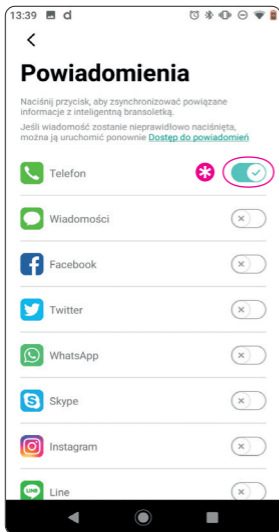 13:39
Powiadomienia
Naciśnij przycisk, aby zsynchronizować powiązane
informacje z inteligentną bransoletką.
Jeśli wiadomość zostanie nieprawidłowo naciśnięta,
można ją uruchomić ponownie Dostęp do powiadomień
Telefon
Wiadomości
Facebook
Twitter
WhatsApp
Skype
Instagram
LINE
Line